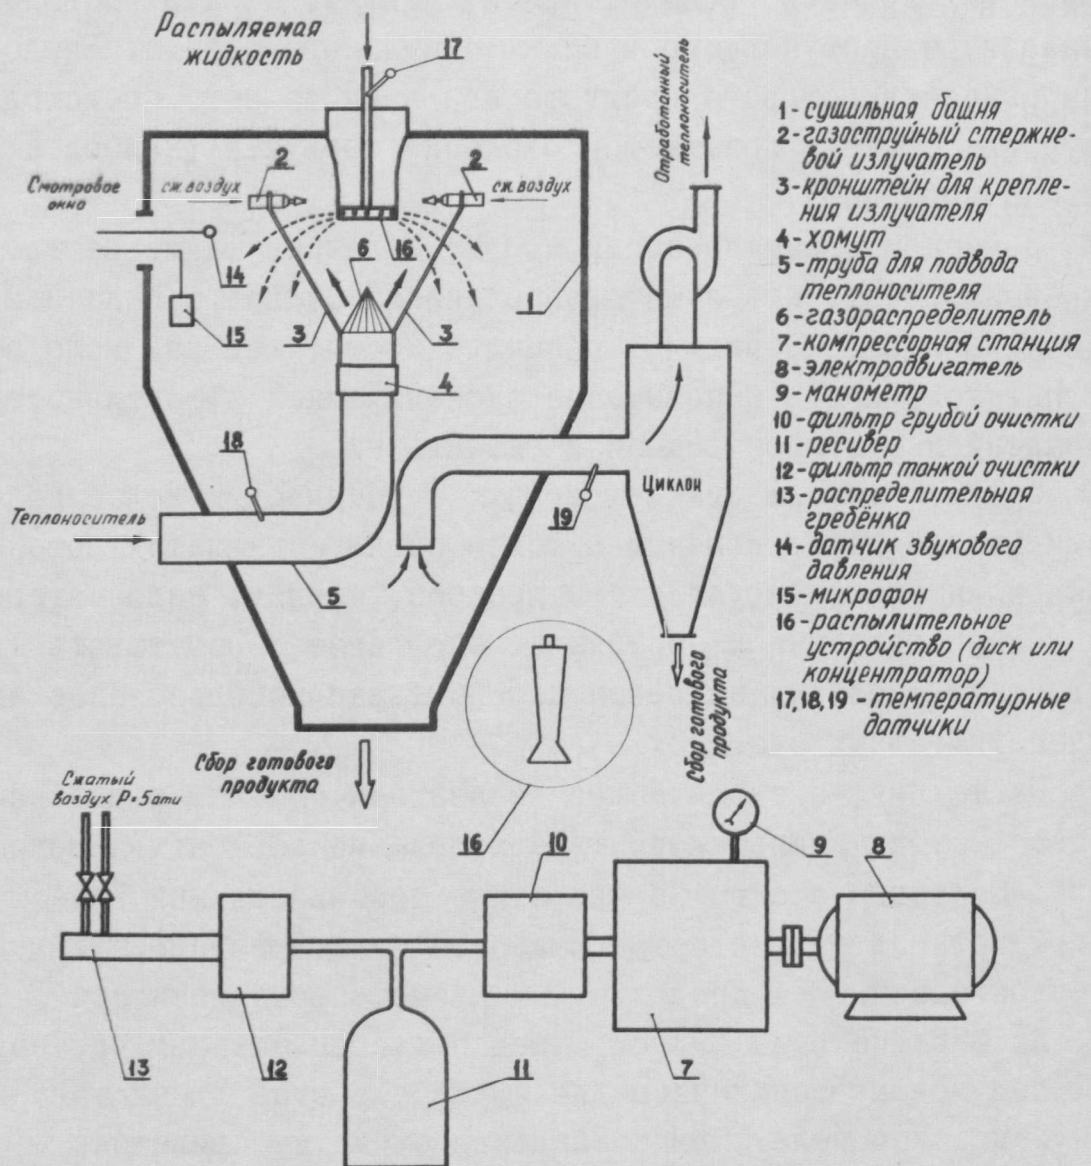 Распыляемая
жидкость
17
Отработанный
теплоноситель
Смотровое
окно
сж. воздух
2
2
сж. воздух
14
15
6
16
3
3
1
4
18
Теплоноситель
5
19
Циклон
Сбор готового
продукта
Сбор готового
продукта
1 - сушильная башня
2 - газоструйный стержне-
вой излучатель
3 - кронштейн для крепле-
ния излучателя
4 - хомут
5 - труба для подвода
теплоносителя
6 - газораспределитель
7 - компрессорная станция
8 - электродвигатель
9 - манометр
10 - фильтр грубой очистки
11 - ресивер
12 - фильтр тонкой очистки
13 - распределительная
гребёнка
14 - датчик звукового
давления
15 - микрофон
16 - распылительное
устройство (диск или
концентратор)
17, 18, 19 - температурные
датчики
Сжатый
воздух P = 5 ати
16
10
9
8
13
12
11
7